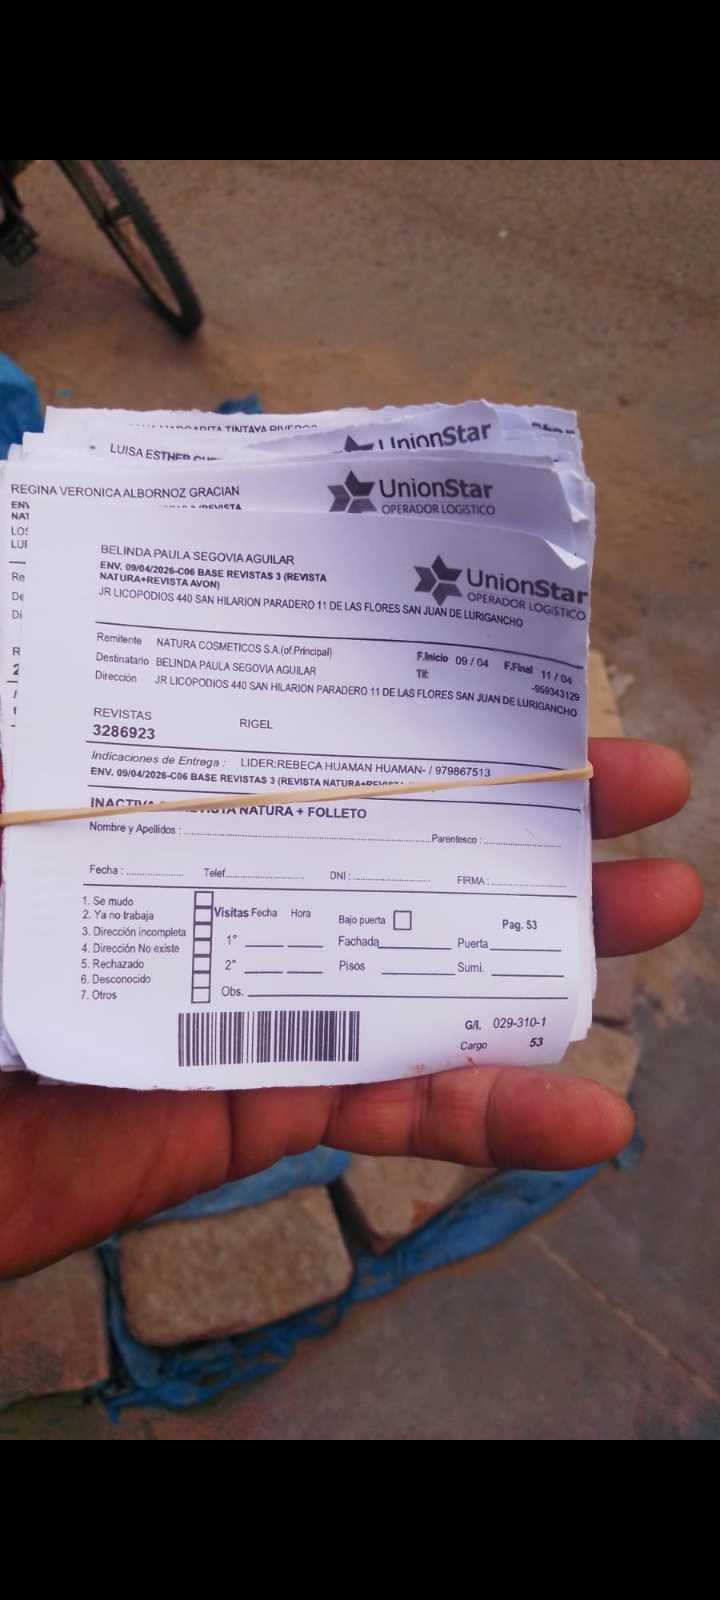 LUISA ESTHER
UnionStar
REGINA VERONICA ALBORNOZ GRACIAN
UnionStar
OPERADOR LOGÍSTICO
BELINDA PAULA SEGOVIA AGUILAR
ENV. 09/04/2026-C06 BASE REVISTAS 3 (REVISTA
NATURA+REVISTA AVON)
JR LICOPODIOS 440 SAN HILARION PARADERO 11 DE LAS FLORES SAN JUAN DE LURIGANCHO
UnionStar
OPERADOR LOGÍSTICO
Remitente NATURA COSMETICOS S.A.(of.Principal)
F.Inicio 09 / 04 F.Final 11 / 04
Destinatario BELINDA PAULA SEGOVIA AGUILAR
Tlf: -959343129
Dirección JR LICOPODIOS 440 SAN HILARION PARADERO 11 DE LAS FLORES SAN JUAN DE LURIGANCHO
REVISTAS RIGEL
3286923
Indicaciones de Entrega : LIDER:REBECA HUAMAN HUAMAN- / 979867513
ENV. 09/04/2026-C06 BASE REVISTAS 3 (REVISTA
NATURA + FOLLETO
Nombre y Apellidos : Parentesco :
Fecha : Telef. DNI : FIRMA :
1. Se mudo
2. Ya no trabaja
3. Dirección incompleta
4. Dirección No existe
5. Rechazado
6. Desconocido
7. Otros
Visitas Fecha Hora Bajo puerta Pag. 53
1° Fachada Puerta
2° Pisos Sumi.
Obs.
G/I. 029-310-1
Cargo 53